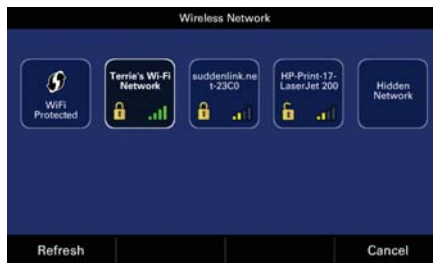 Wireless Network
WiFi
Protected
Terrie's Wi-Fi
Network
suddenlink.ne
t-23C0
HP-Print-17-
LaserJet 200
Hidden
Network
Refresh
Cancel